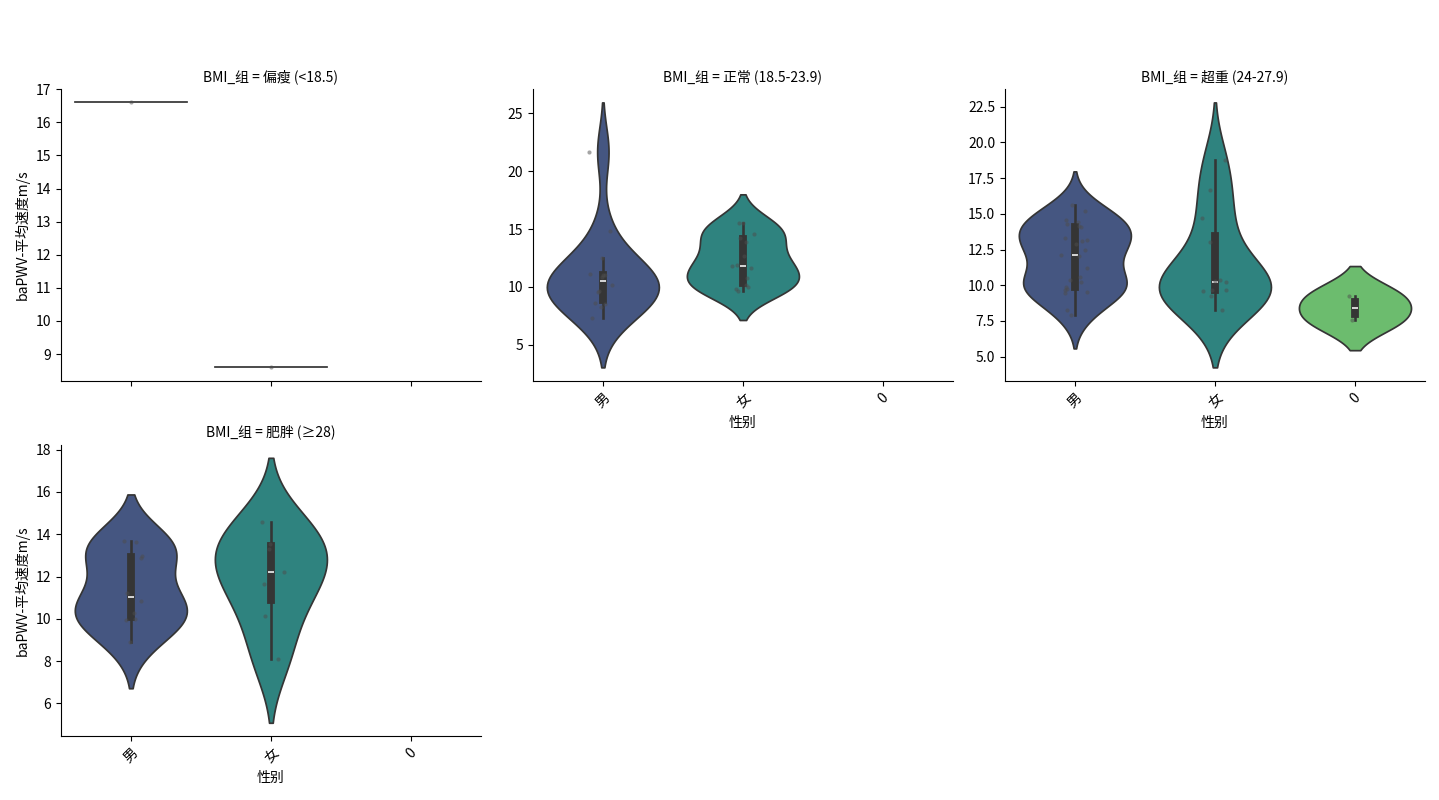 BMI_组 = 偏瘦 (<18.5)
BMI_组 = 正常 (18.5-23.9)
BMI_组 = 超重 (24-27.9)
baPWV-平均速度m/s
17
16
15
14
13
12
11
10
9
25
20
15
10
5
男
女
0
性别
22.5
20.0
17.5
15.0
12.5
10.0
7.5
5.0
男
女
0
性别
BMI_组 = 肥胖 (≥28)
baPWV-平均速度m/s
18
16
14
12
10
8
6
男
女
0
性别